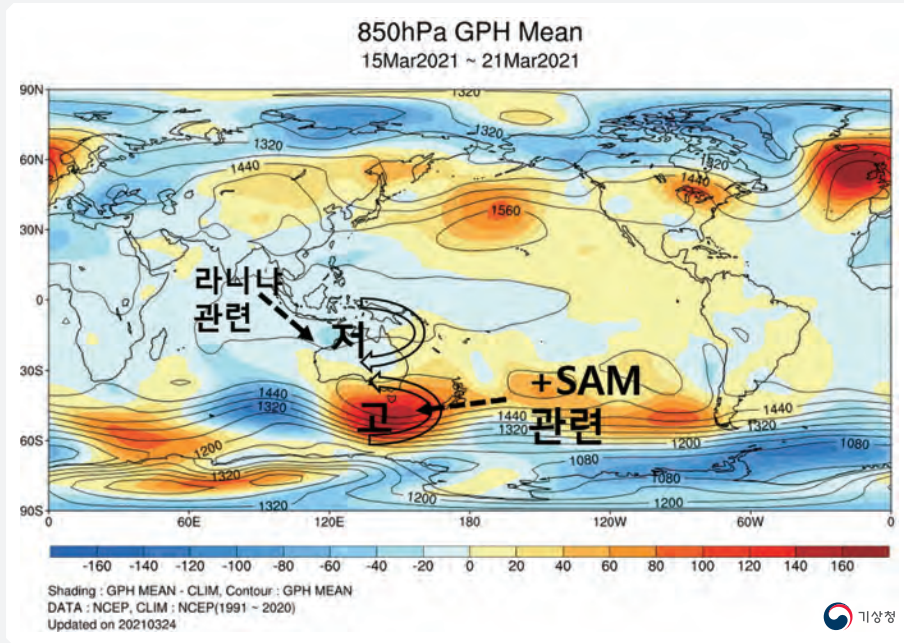 850hPa GPH Mean
15Mar2021 ~ 21Mar2021
90N
60N
30N
0
30S
60S
90S
1320
1320
1320
1320
1440
1440
1560
라니냐
관련
저
고
+SAM
관련
1440
1320
1200
1320
1320
1440
1320
1200
1080
1080
1200
1200
1440
1320
1080
0 60E 120E 180 120W 60W 0
-160 -140 -120 -100 -80 -60 -40 -20 0 20 40 60 80 100 120 140 160
Shading : GPH MEAN - CLIM, Contour : GPH MEAN
DATA : NCEP, CLIM : NCEP(1991 ~ 2020)
Updated on 20210324
기상청